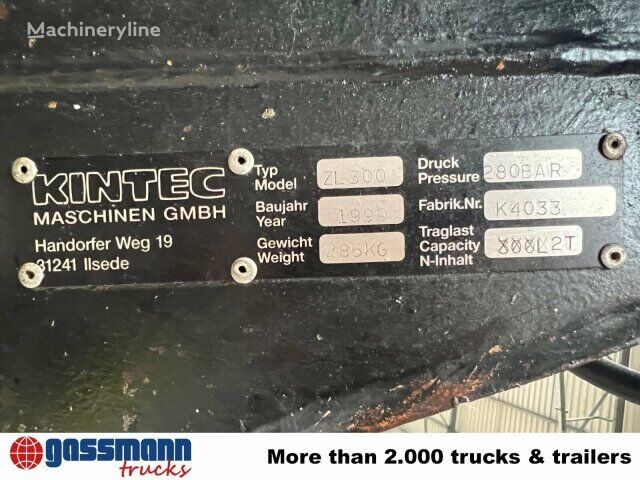 Machineryline
KINTEC
MASCHINEN GMBH
Handorfer Weg 19
31241 Ilsede
Typ
Model ZL300
Baujahr
Year 1999
Gewicht
Weight 285KG
Druck
Pressure 280BAR
Fabrik.Nr. K4033
Traglast
Capacity 2T
N-Inhalt
gassmann
trucks
More than 2.000 trucks & trailers